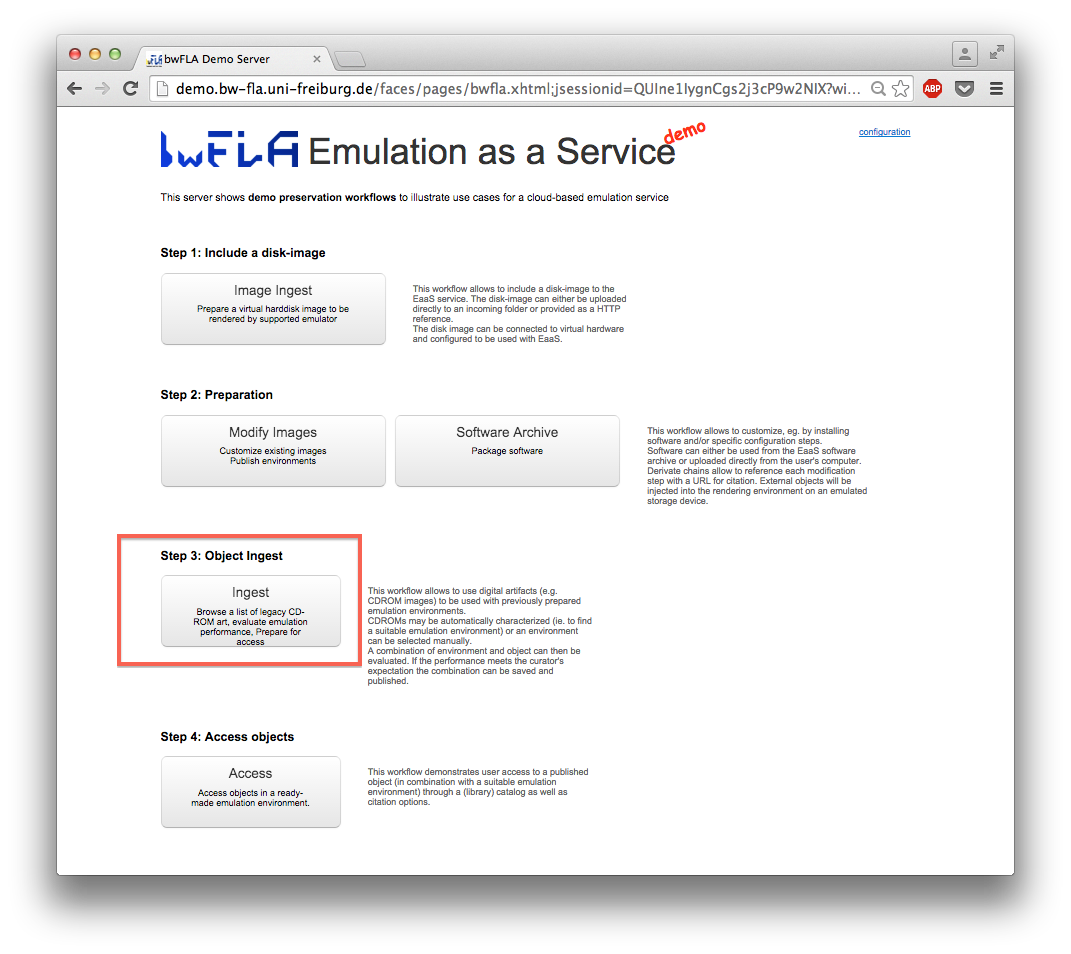 bwFLA Demo Server
demo.bw-fla.uni-freiburg.de/faces/pages/bwfla.xhtml;jsessionid=QUIne1IygnCgs2j3cP9w2NlX?wi...
ABP
bwFLA Emulation as a Service demo
configuration
This server shows demo preservation workflows to illustrate use cases for a cloud-based emulation service
Step 1: Include a disk-image
Image Ingest
Prepare a virtual harddisk image to be
rendered by supported emulator
This workflow allows to include a disk-image to the
EaaS service. The disk-image can either be uploaded
directly to an incoming folder or provided as a HTTP
reference.
The disk image can be connected to virtual hardware
and configured to be used with EaaS.
Step 2: Preparation
Modify Images
Customize existing images
Publish environments
Software Archive
Package software
This workflow allows to customize, eg. by installing
software and/or specific configuration steps.
Software can either be used from the EaaS software
archive or uploaded directly from the user's computer.
Derivate chains allow to reference each modification
step with a URL for citation. External objects will be
injected into the rendering environment on an emulated
storage device.
Step 3: Object Ingest
Ingest
Browse a list of legacy CD-
ROM art, evaluate emulation
performance, Prepare for
access
This workflow allows to use digital artifacts (e.g.
CDROM images) to be used with previously prepared
emulation environments.
CDROMs may be automatically characterized (ie. to find
a suitable emulation environment) or an environment
can be selected manually.
A combination of environment and object can then be
evaluated. If the performance meets the curator's
expectation the combination can be saved and
published.
Step 4: Access objects
Access
Access objects in a ready-
made emulation environment.
This workflow demonstrates user access to a published
object (in combination with a suitable emulation
environment) through a (library) catalog as well as
citation options.